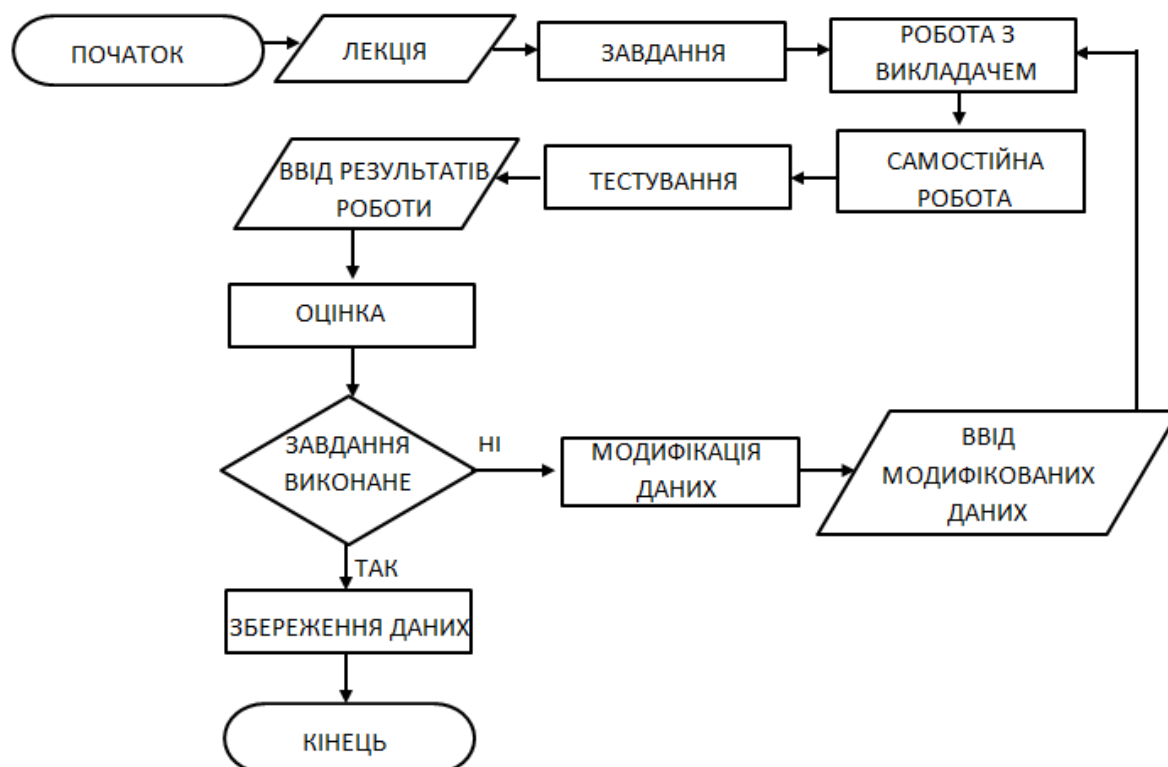 ПОЧАТОК
ЛЕКЦІЯ
ЗАВДАННЯ
РОБОТА З
ВИКЛАДАЧЕМ
САМОСТІЙНА
РОБОТА
ТЕСТУВАННЯ
ВВІД РЕЗУЛЬТАТІВ
РОБОТИ
ОЦІНКА
ЗАВДАННЯ
ВИКОНАНЕ
НІ
МОДИФІКАЦІЯ
ДАНИХ
ВВІД
МОДИФІКОВАНИХ
ДАНИХ
ТАК
ЗБЕРЕЖЕННЯ ДАНИХ
КІНЕЦЬ